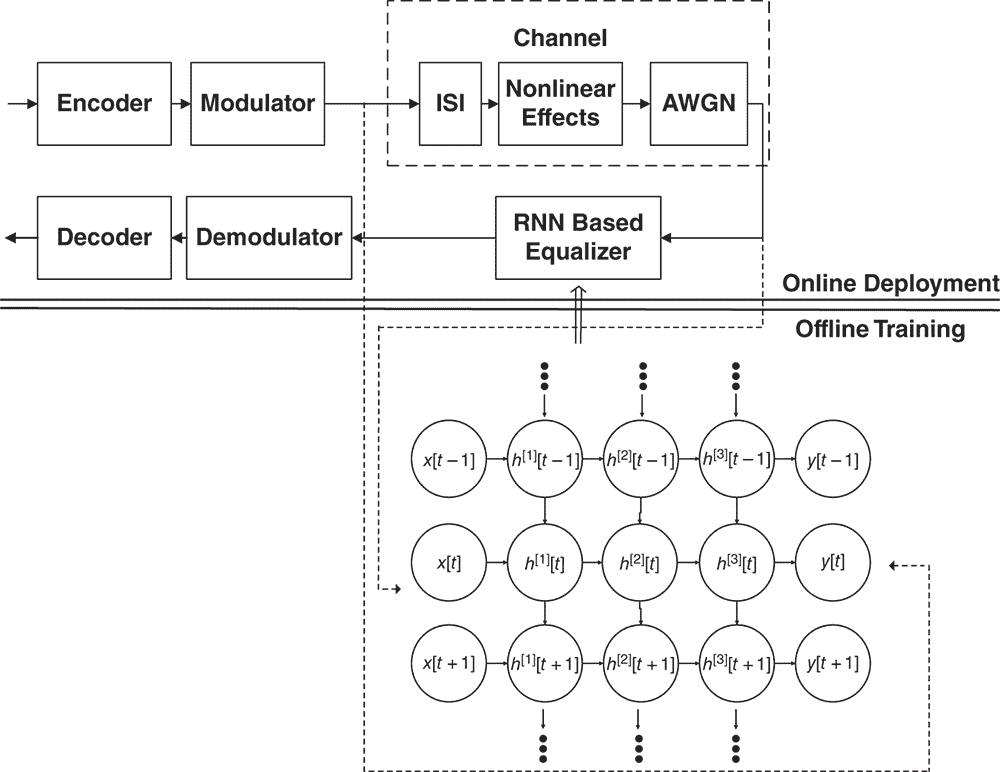 Channel
Encoder
Modulator
ISI
Nonlinear
Effects
AWGN
Decoder
Demodulator
RNN Based
Equalizer
Online Deployment
Offline Training
x[t − 1]
h[1][t − 1]
h[2][t − 1]
h[3][t − 1]
y[t − 1]
x[t]
h[1][t]
h[2][t]
h[3][t]
y[t]
x[t + 1]
h[1][t + 1]
h[2][t + 1]
h[3][t + 1]
y[t + 1]